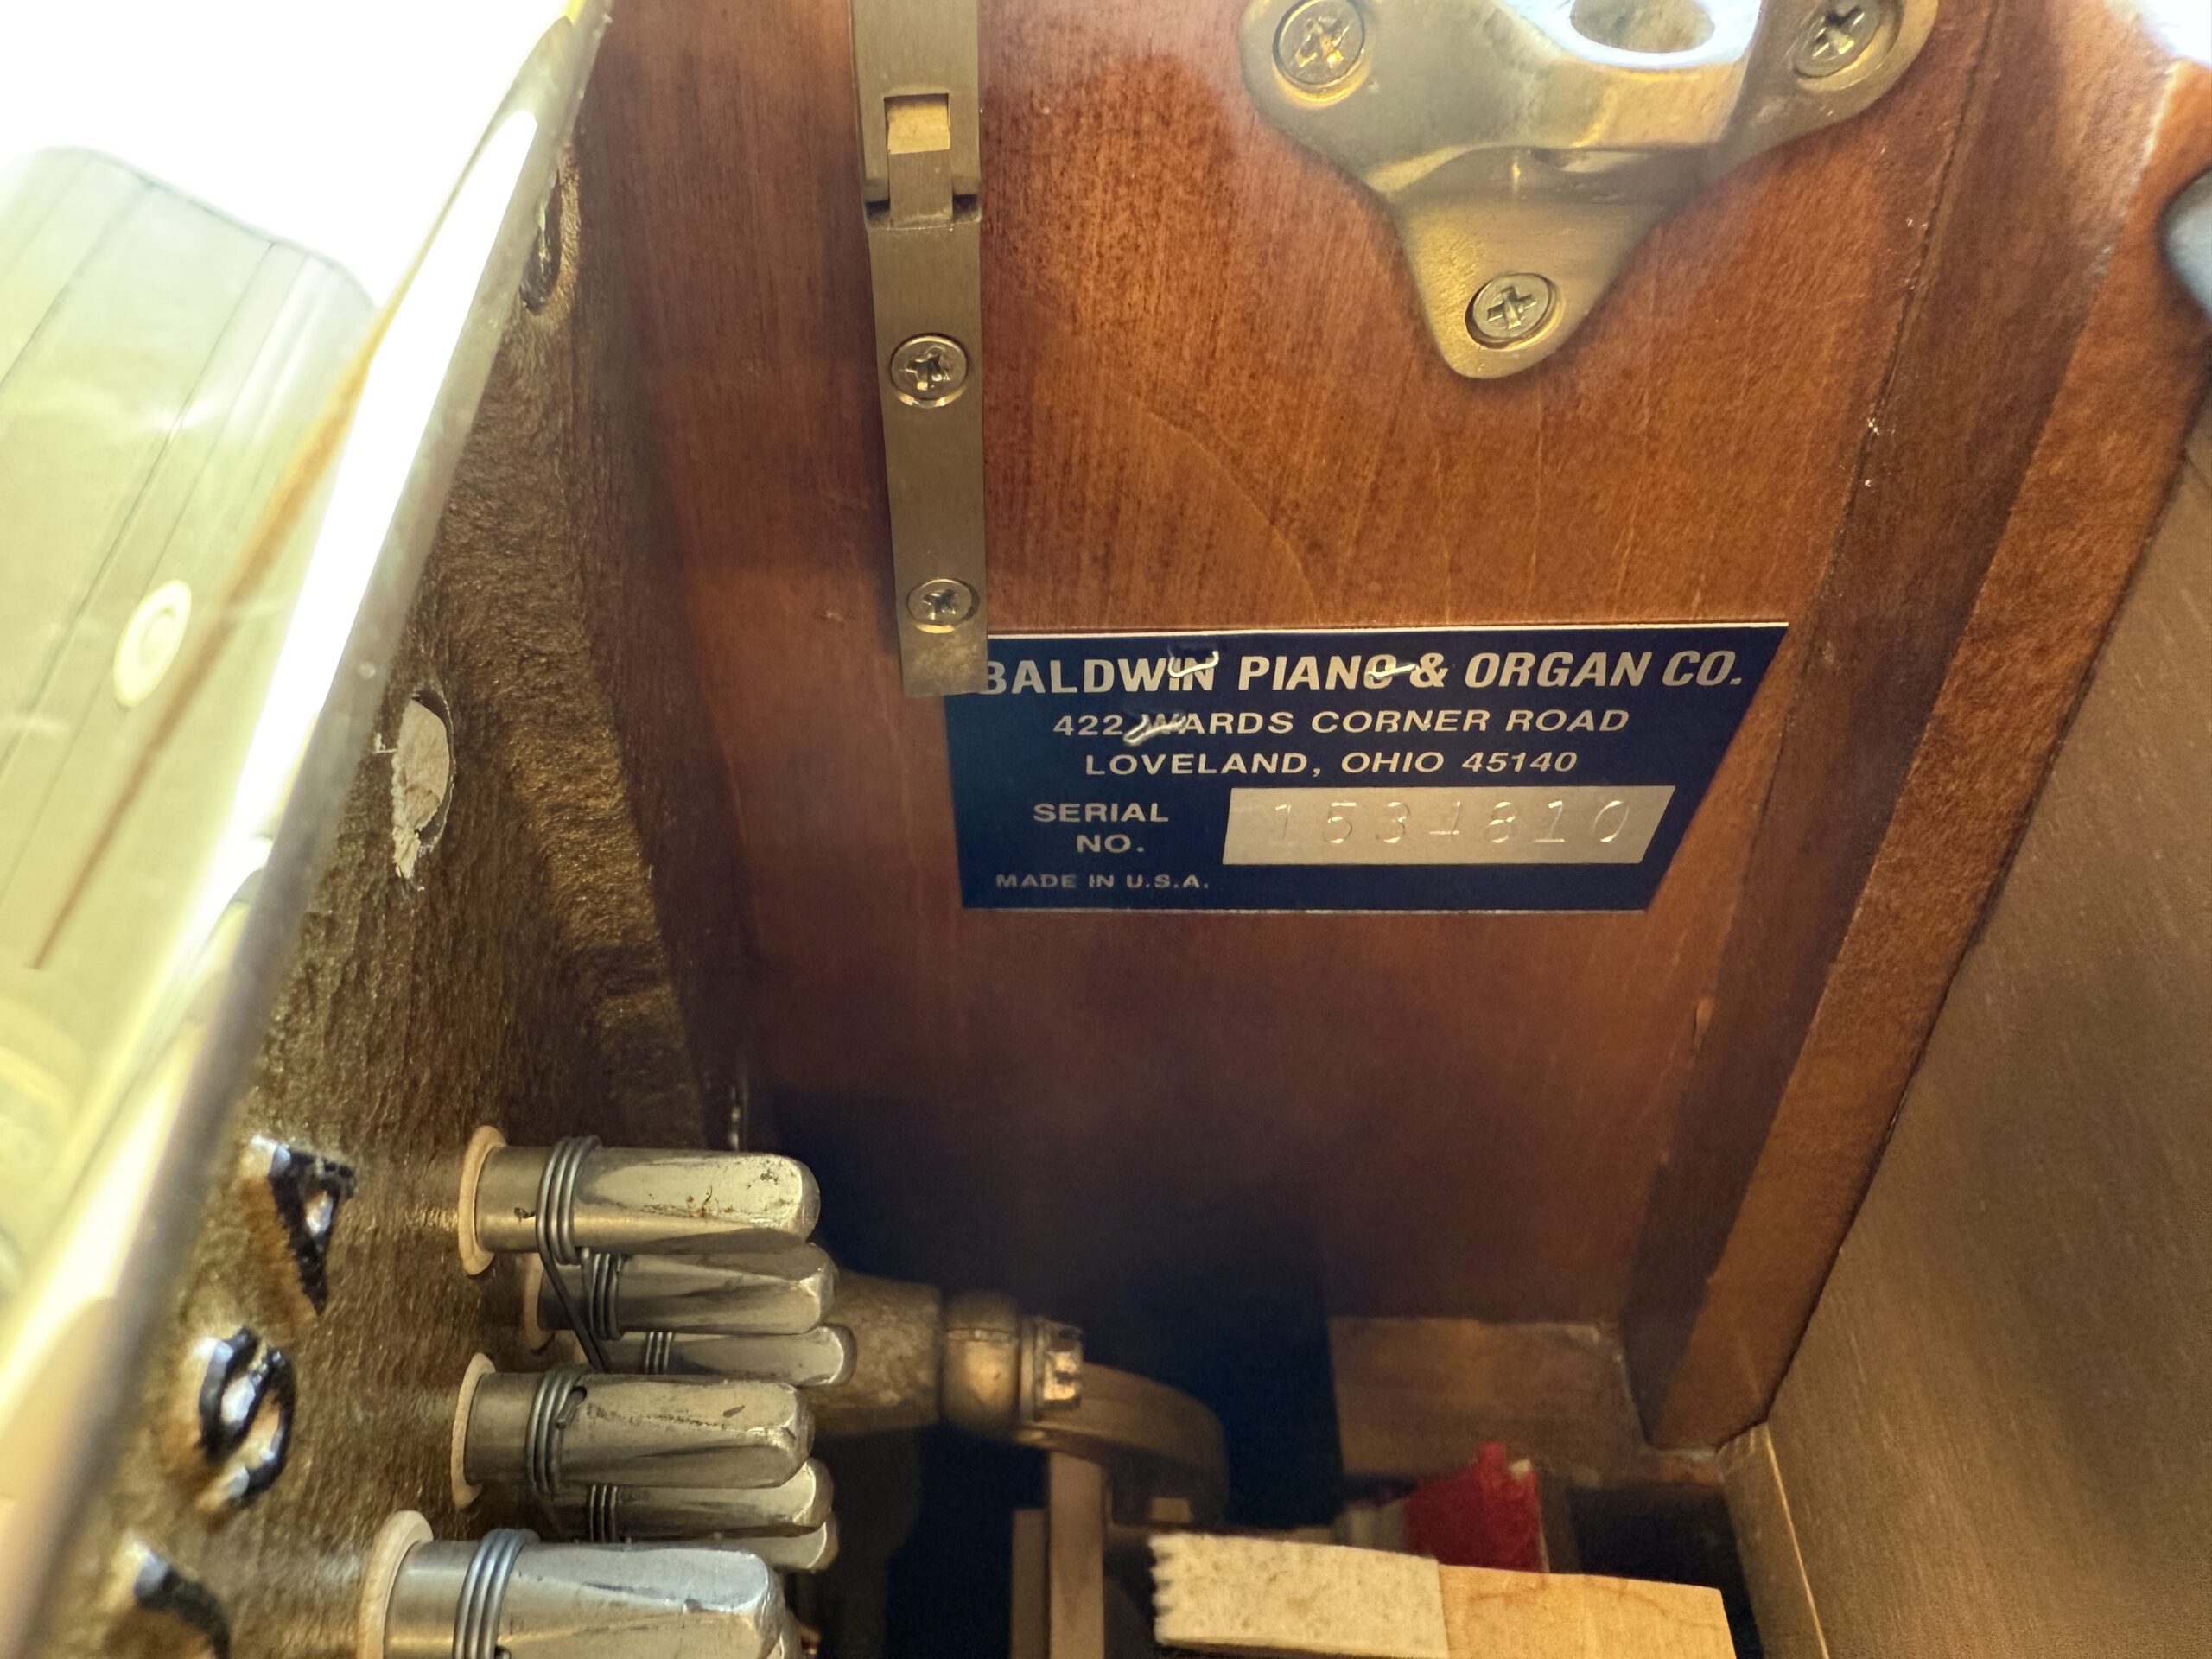 BALDWIN PIANO & ORGAN CO.
422 WARDS CORNER ROAD
LOVELAND, OHIO 45140
SERIAL NO. 1534810
MADE IN U.S.A.